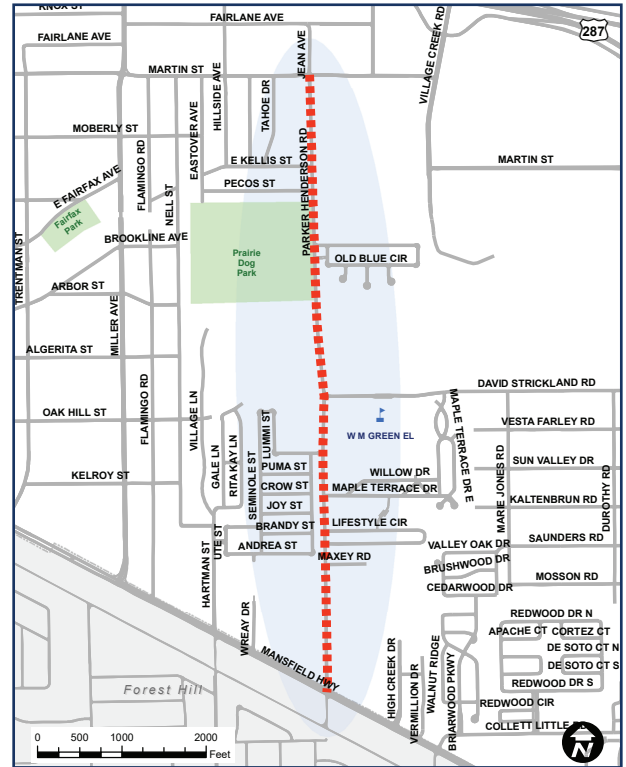 KNOX ST
FAIRLANE AVE
FAIRLANE AVE
287
JEAN AVE
VILLAGE CREEK RD
MARTIN ST
HILLSIDE AVE
TAHOE DR
EASTOVER AVE
MOBERLY ST
FLAMINGO RD
PARKER HENDERSON RD
E KELLIS ST
MARTIN ST
E FAIRFAX AVE
PECOS ST
NELL ST
Fairfax
Park
BROOKLINE AVE
TRENTMAN ST
Prairie
Dog
Park
OLD BLUE CIR
ARBOR ST
MILLER AVE
ALGERITA ST
FLAMINGO RD
VILLAGE LN
DAVID STRICKLAND RD
OAK HILL ST
LUMMI ST
W M GREEN EL
MAPLE TERRACE DR E
VESTA FARLEY RD
GALE LN
RITA KAY LN
SEMINOLE ST
PUMA ST
WILLOW DR
MARIE JONES RD
SUN VALLEY DR
DUROTHY RD
KELROY ST
CROW ST
MAPLE TERRACE DR
JOY ST
KALTENBRUN RD
BRANDY ST
LIFESTYLE CIR
HARTMAN ST
UTE ST
ANDREA ST
VALLEY OAK DR
SAUNDERS RD
MAXEY RD
BRUSHWOOD DR
CEDARWOOD DR
MOSSON RD
WREAY DR
REDWOOD DR N
APACHE CT
CORTEZ CT
MANSFIELD HWY
HIGH CREEK DR
VERMILLION DR
WALNUT RIDGE
BRIARWOOD PKWY
DE SOTO CT N
DE SOTO CT S
REDWOOD DR S
Forest Hill
REDWOOD CIR
COLLETT LITTLE RD
0 500 1000 2000
Feet
N